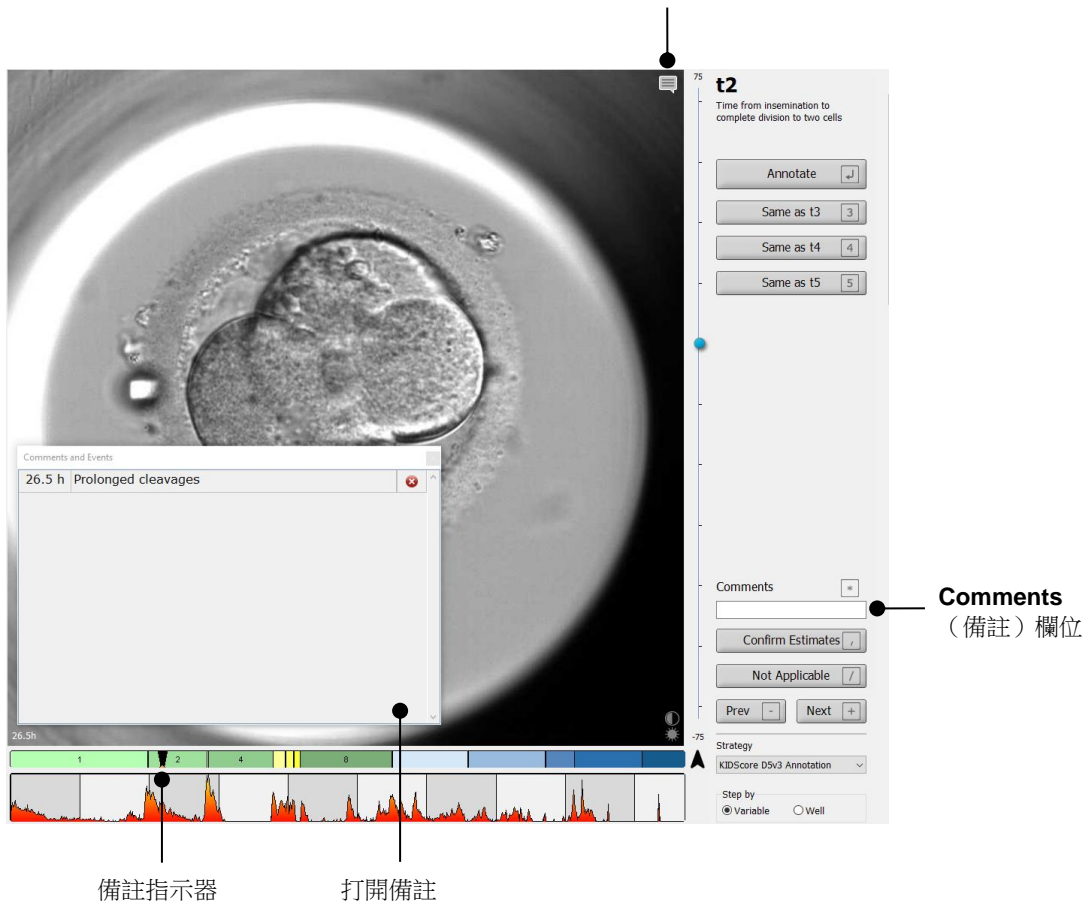 75
t2
Time from insemination to
complete division to two cells
Annotate ↲
Same as t3 3
Same as t4 4
Same as t5 5
Comments and Events
26.5 h Prolonged cleavages
Comments *
Comments
（備註）欄位
Confirm Estimates ,
Not Applicable /
Prev - Next +
26.5h
-75
Strategy
KIDScore D5v3 Annotation
1 2 4 8
Step by
Variable Well
備註指示器 打開備註